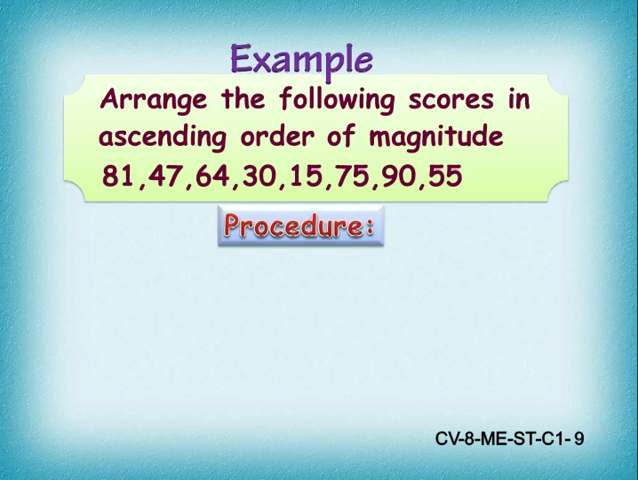 Example
Arrange the following scores in
ascending order of magnitude
81,47,64,30,15,75,90,55
Procedure:
CV-8-ME-ST-C1- 9